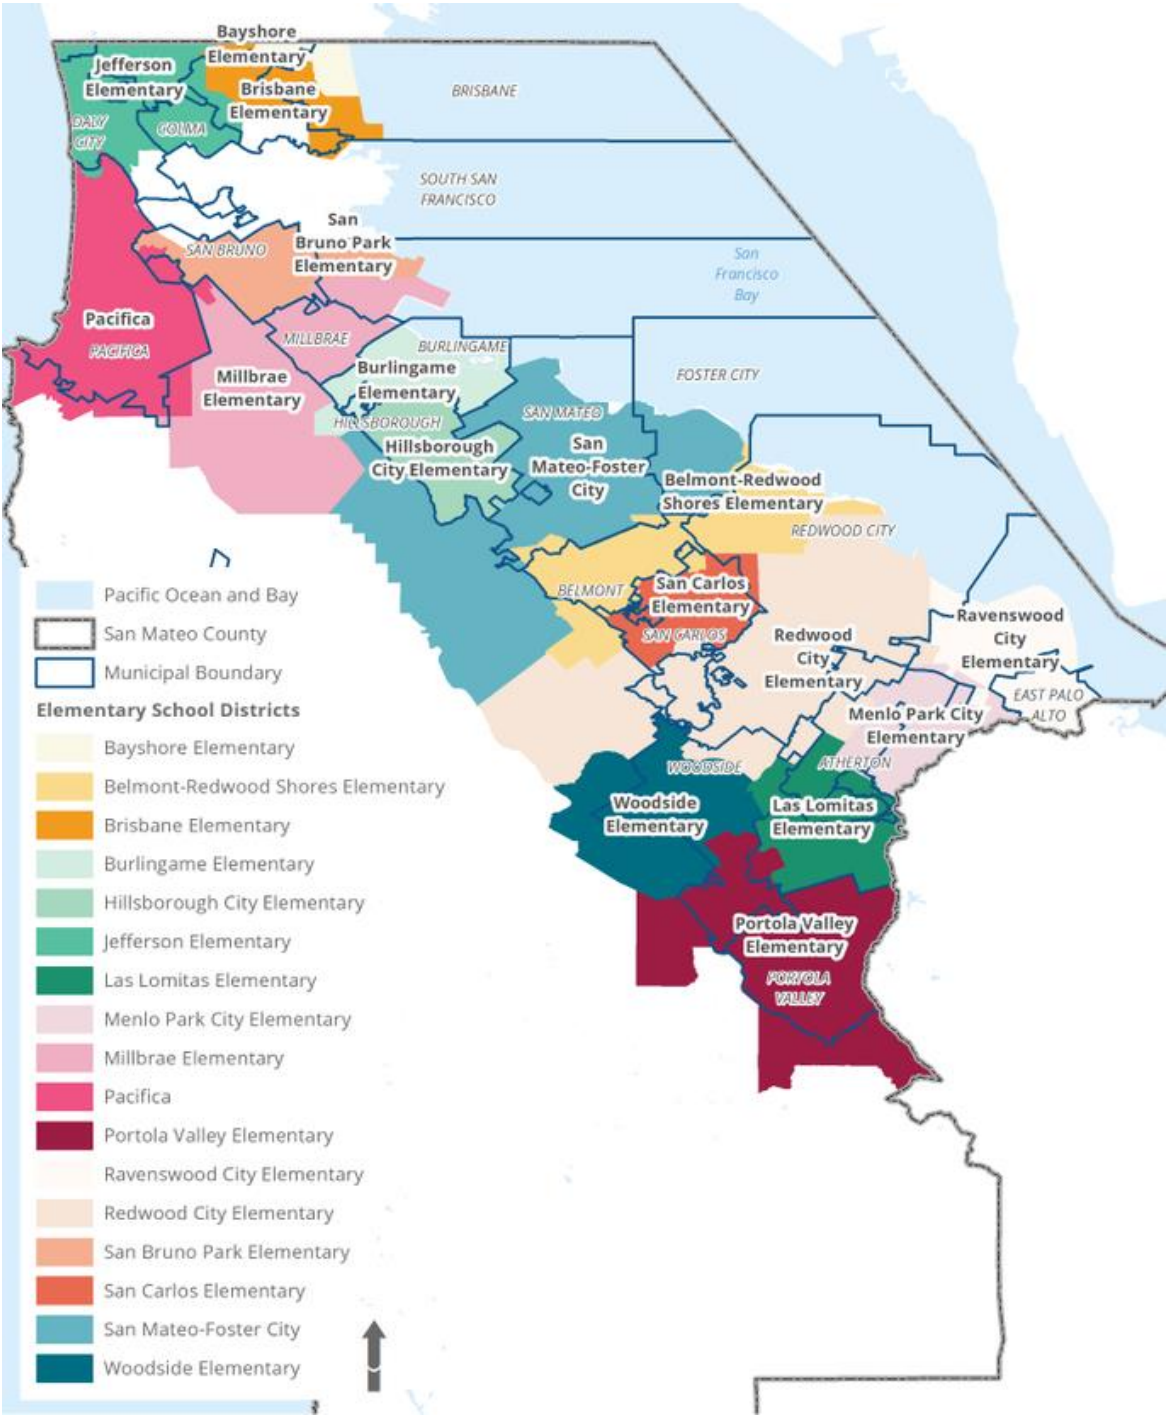 Bayshore
Elementary
Jefferson
Elementary
Brisbane
Elementary
BRISBANE
DALY
CITY
COLMA
SOUTH SAN
FRANCISCO
San
Bruno Park
Elementary
SAN BRUNO
San
Francisco
Bay
Pacifica
PACIFICA
MILLBRAE
BURLINGAME
Millbrae
Elementary
Burlingame
Elementary
FOSTER CITY
HILLSBOROUGH
SAN MATEO
Hillsborough
City Elementary
San
Mateo-Foster
City
Belmont-Redwood
Shores Elementary
REDWOOD CITY
BELMONT
San Carlos
Elementary
SAN CARLOS
Redwood
City
Elementary
Ravenswood
City
Elementary
EAST PALO
ALTO
Menlo Park City
Elementary
WOODSIDE
ATHERTON
Woodside
Elementary
Las Lomitas
Elementary
Portola Valley
Elementary
PORTOLA
VALLEY
Pacific Ocean and Bay
San Mateo County
Municipal Boundary
Elementary School Districts
Bayshore Elementary
Belmont-Redwood Shores Elementary
Brisbane Elementary
Burlingame Elementary
Hillsborough City Elementary
Jefferson Elementary
Las Lomitas Elementary
Menlo Park City Elementary
Millbrae Elementary
Pacifica
Portola Valley Elementary
Ravenswood City Elementary
Redwood City Elementary
San Bruno Park Elementary
San Carlos Elementary
San Mateo-Foster City
Woodside Elementary